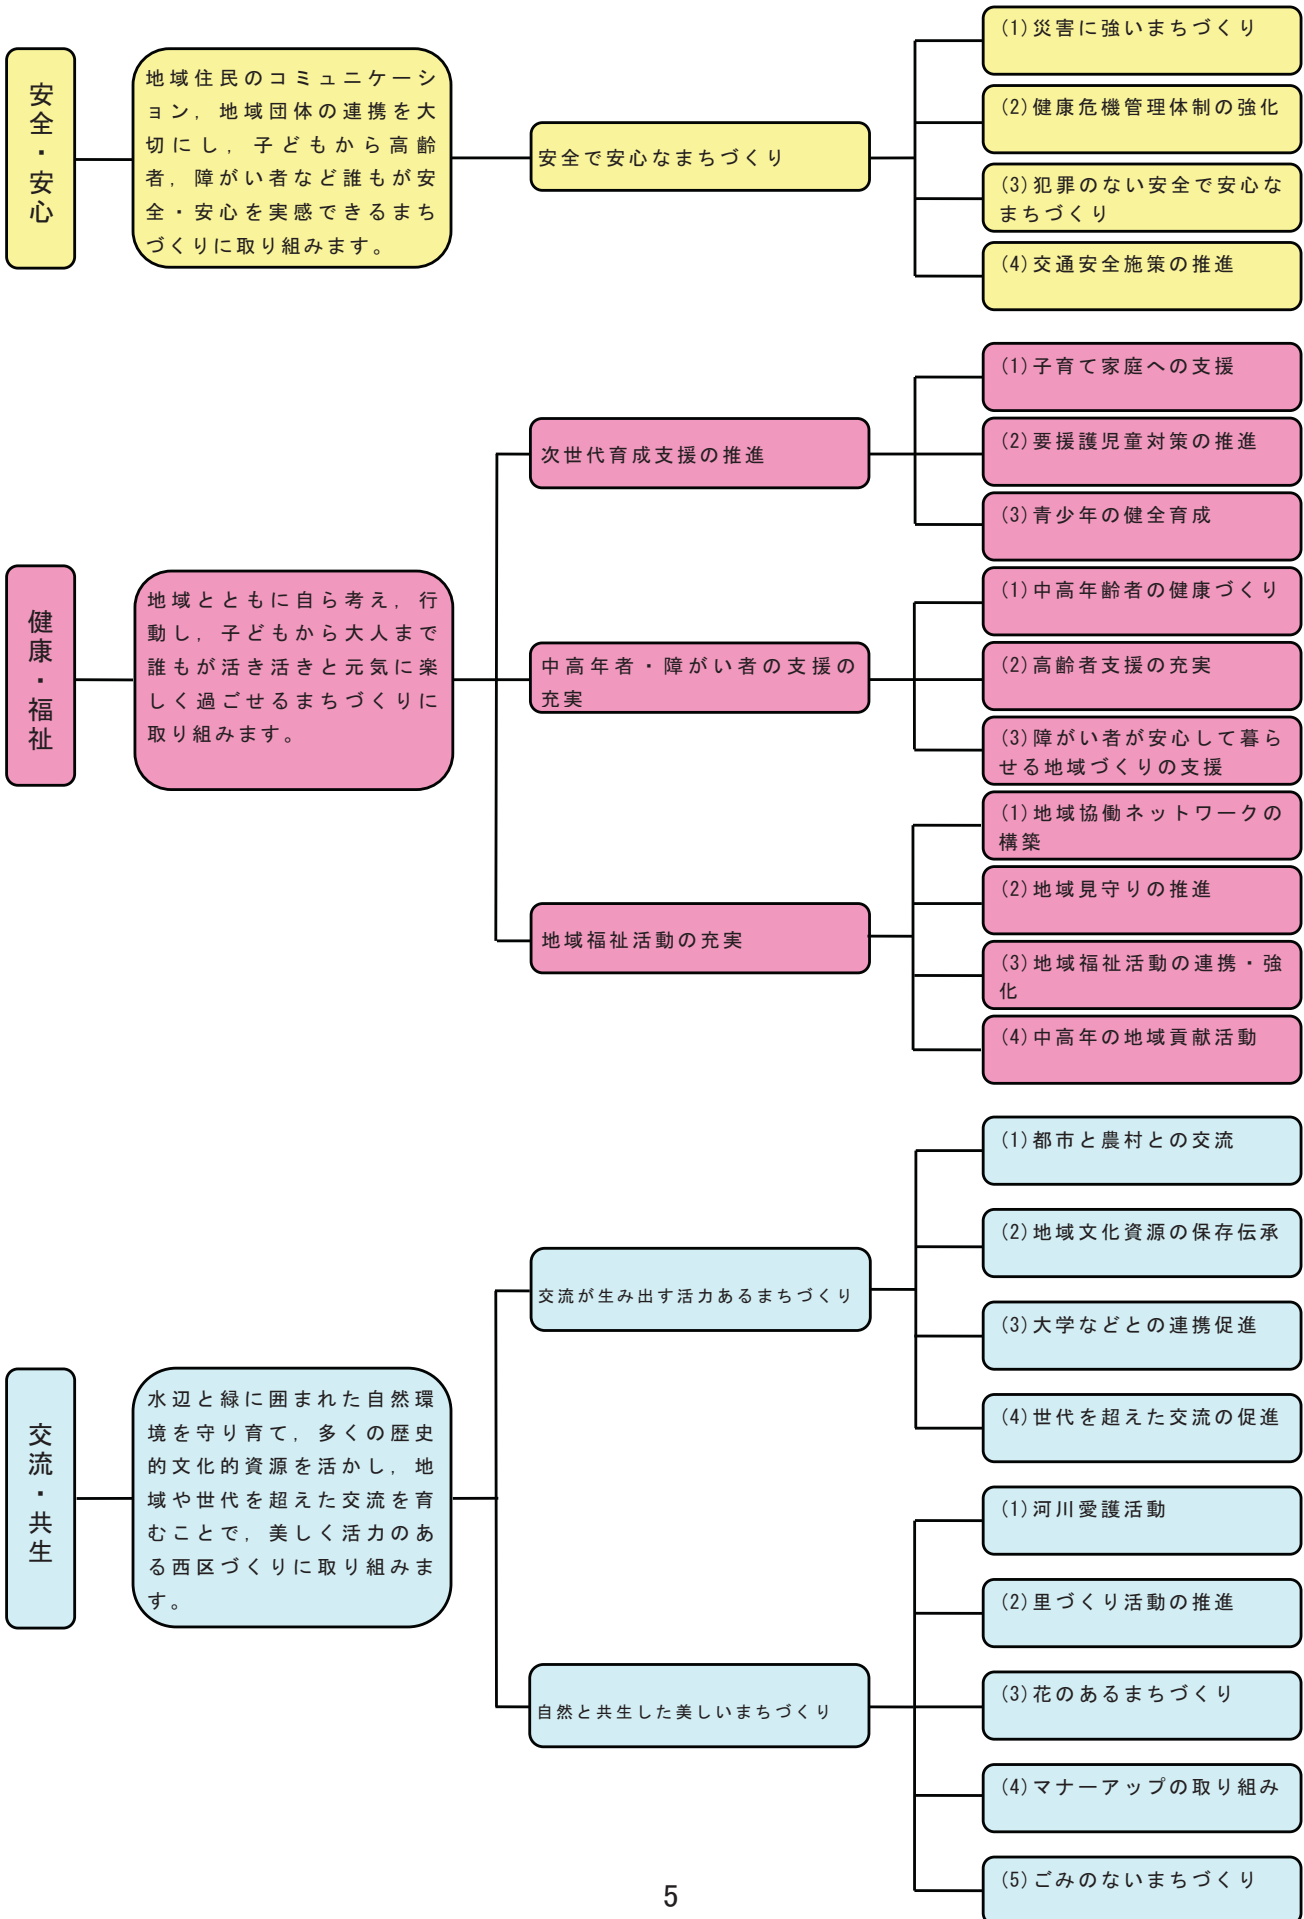 安全・安心
地域住民のコミュニケーシ
ョン，地域団体の連携を大
切にし，子どもから高齢
者，障がい者など誰もが安
全・安心を実感できるまち
づくりに取り組みます。
安全で安心なまちづくり
(1)災害に強いまちづくり
(2)健康危機管理体制の強化
(3)犯罪のない安全で安心な
まちづくり
(4)交通安全施策の推進
健康・福祉
地域とともに自ら考え，行
動し，子どもから大人まで
誰もが活き活きと元気に楽
しく過ごせるまちづくりに
取り組みます。
次世代育成支援の推進
(1)子育て家庭への支援
(2)要援護児童対策の推進
(3)青少年の健全育成
中高年者・障がい者の支援の
充実
(1)中高年齢者の健康づくり
(2)高齢者支援の充実
(3)障がい者が安心して暮ら
せる地域づくりの支援
地域福祉活動の充実
(1)地域協働ネットワークの
構築
(2)地域見守りの推進
(3)地域福祉活動の連携・強
化
(4)中高年の地域貢献活動
交流・共生
水辺と緑に囲まれた自然環
境を守り育て，多くの歴史
的文化的資源を活かし，地
域や世代を超えた交流を育
むことで，美しく活力のあ
る西区づくりに取り組みま
す。
交流が生み出す活力あるまちづくり
(1)都市と農村との交流
(2)地域文化資源の保存伝承
(3)大学などとの連携促進
(4)世代を超えた交流の促進
自然と共生した美しいまちづくり
(1)河川愛護活動
(2)里づくり活動の推進
(3)花のあるまちづくり
(4)マナーアップの取り組み
(5)ごみのないまちづくり
5